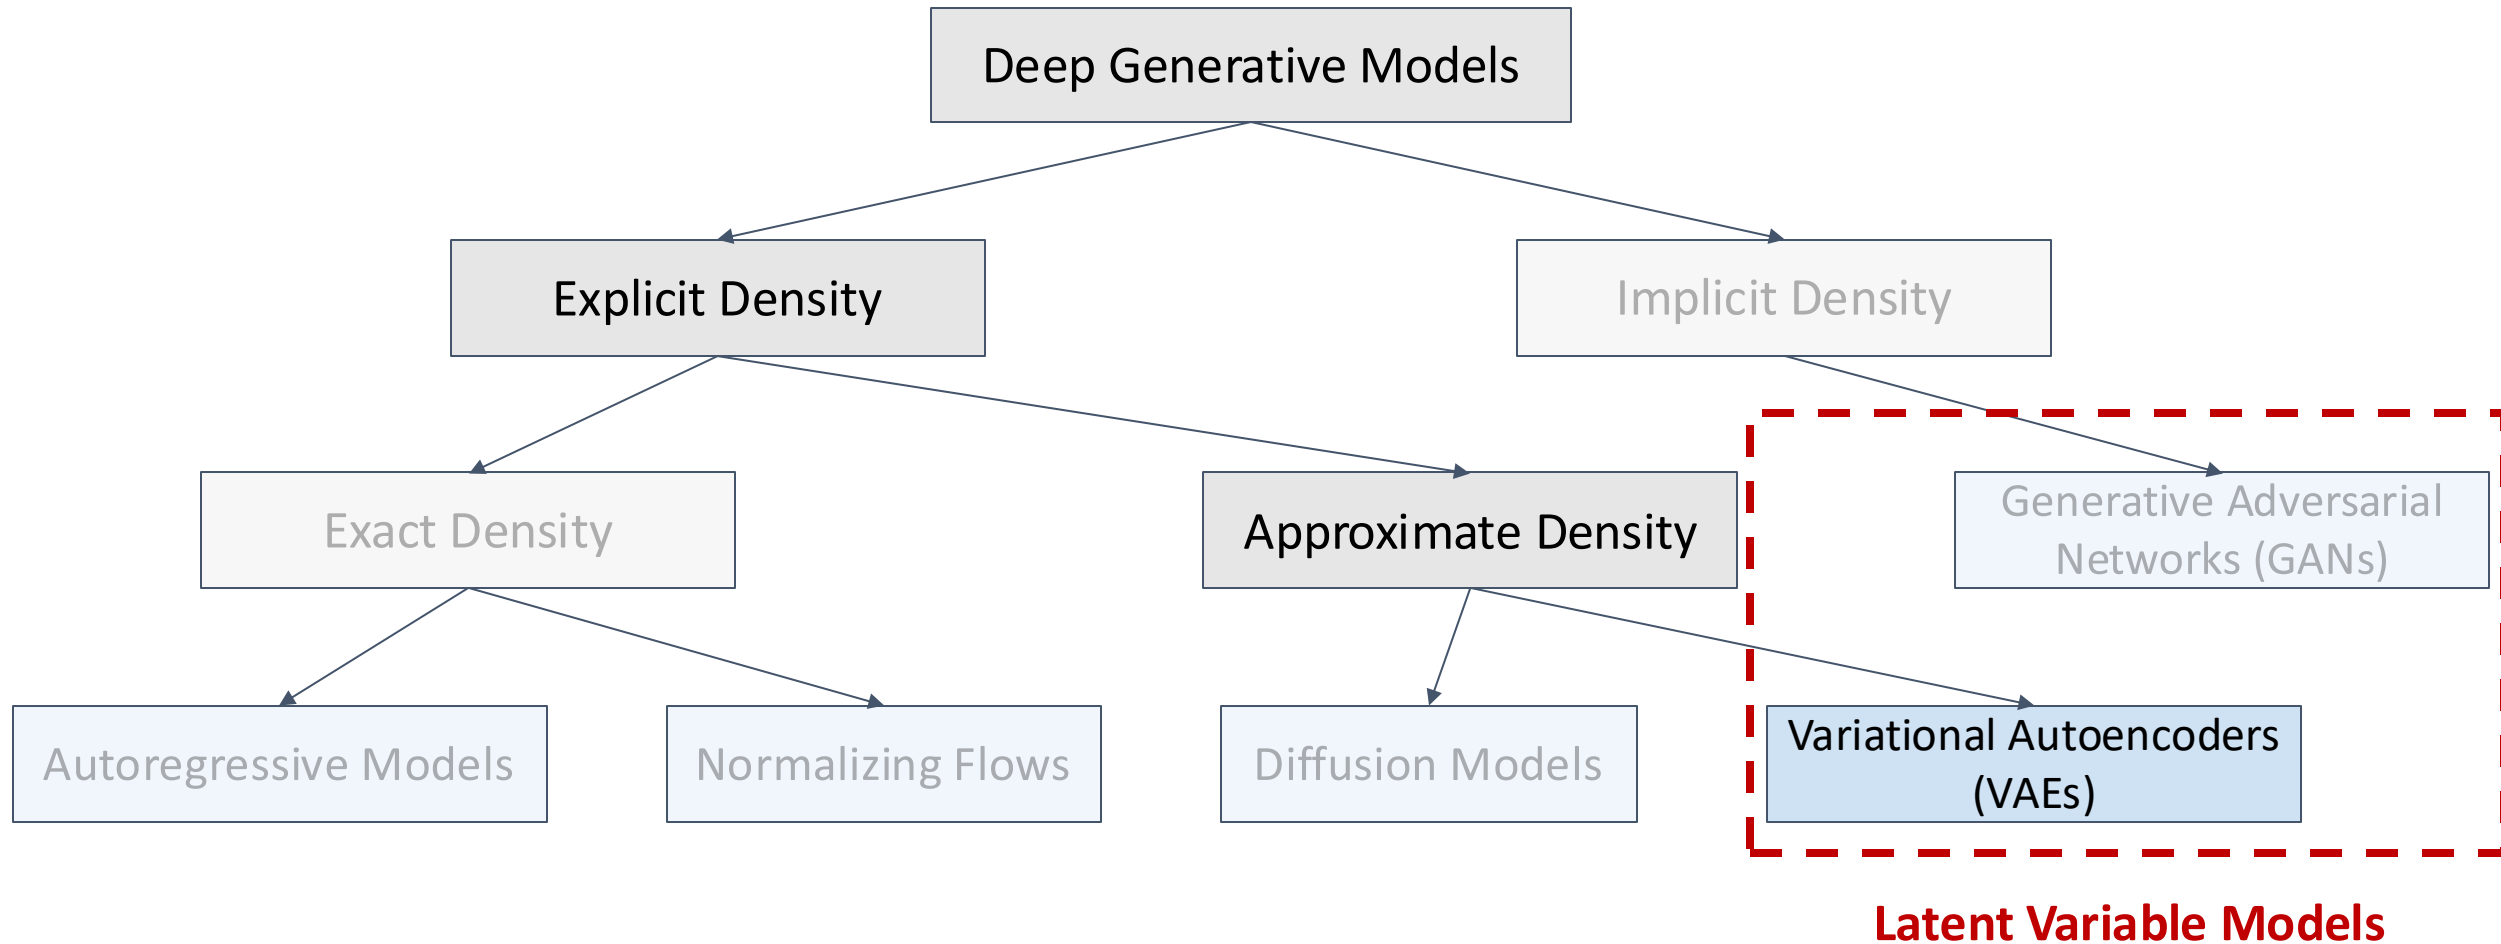 Deep Generative Models
Explicit Density
Implicit Density
Exact Density
Approximate Density
Generative Adversarial
Networks (GANs)
Autoregressive Models
Normalizing Flows
Diffusion Models
Variational Autoencoders
(VAEs)
Latent Variable Models